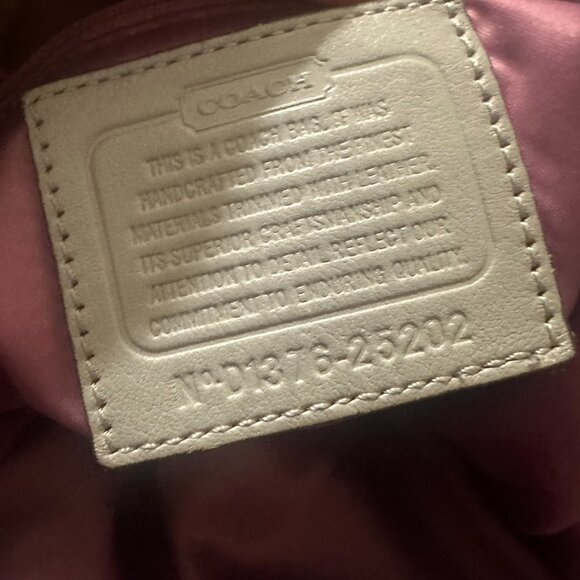 COACH
THIS IS A COACH BAG. IT WAS
HANDCRAFTED FROM THE FINEST
MATERIALS TRIMMED WITH LEATHER.
ITS SUPERIOR CRAFTSMANSHIP AND
ATTENTION TO DETAIL REFLECT OUR
COMMITMENT TO ENDURING QUALITY.
Nº D1376-25202